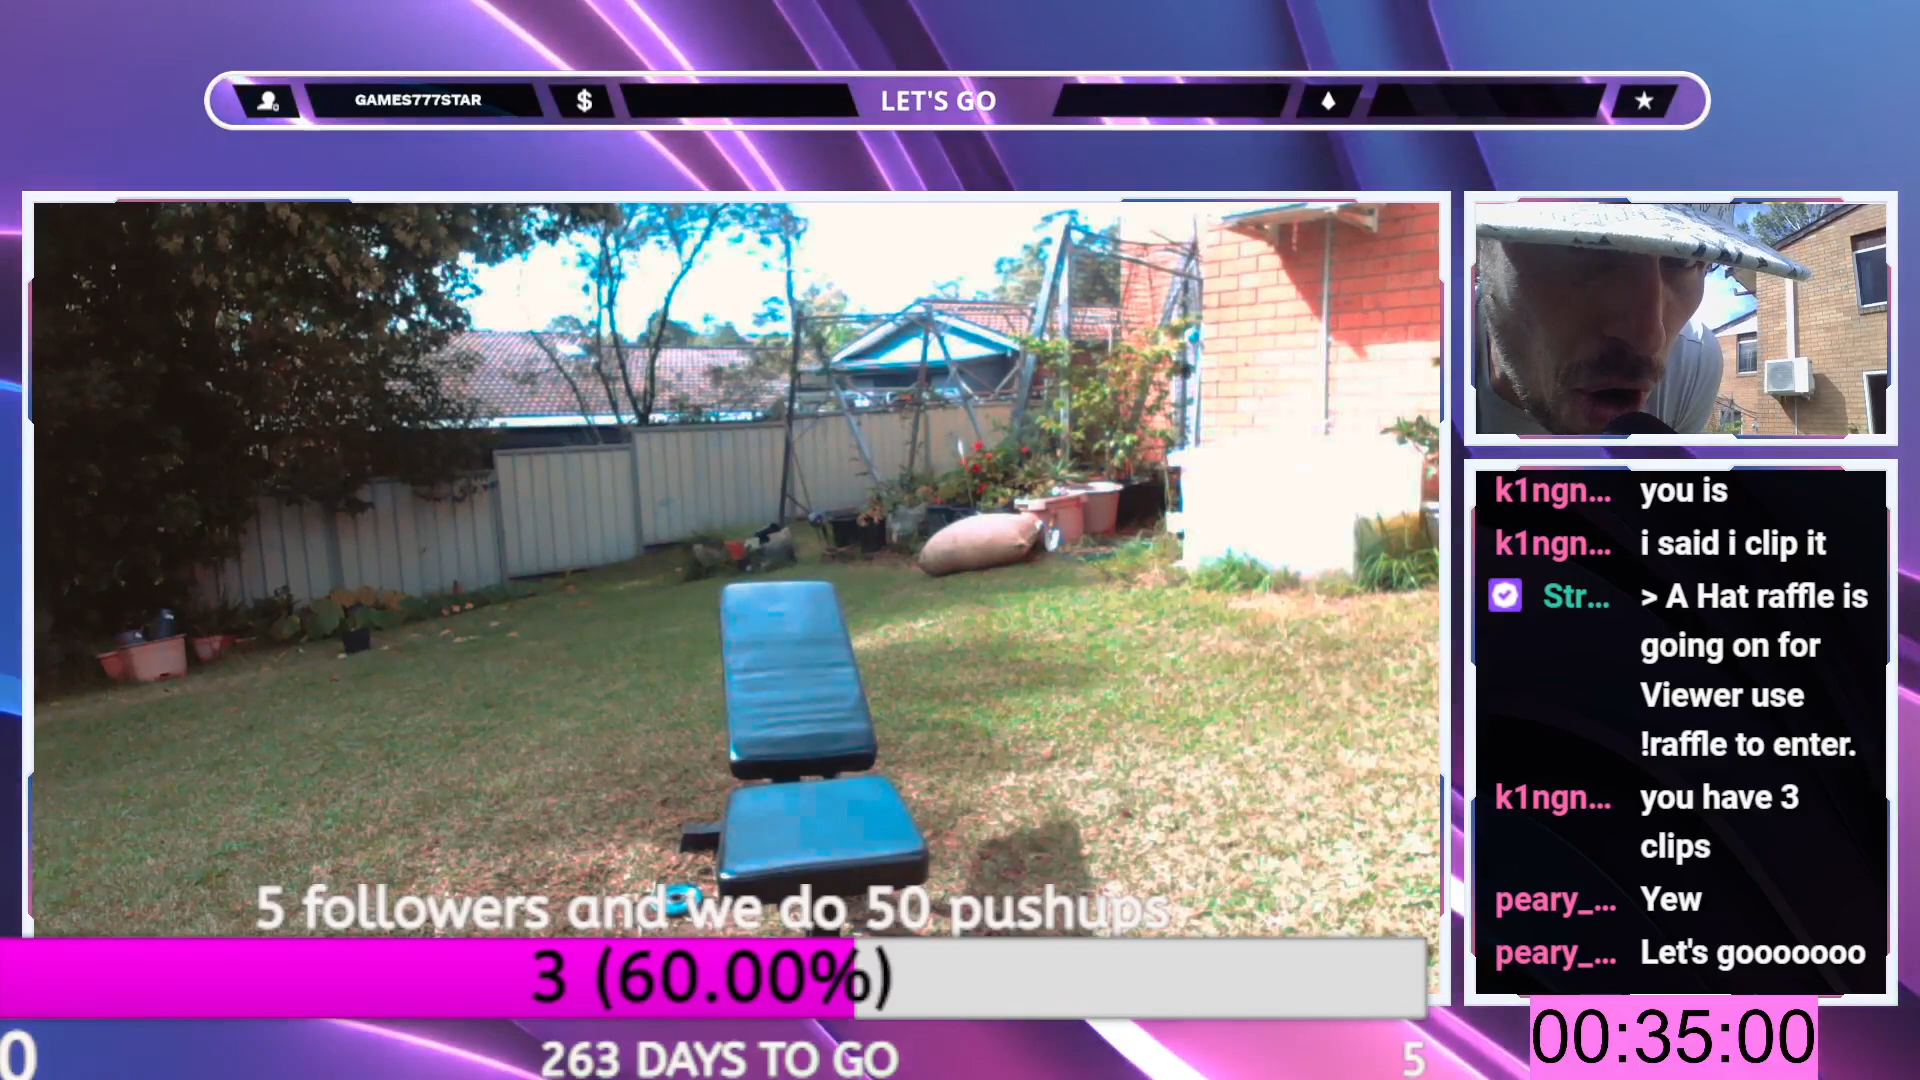 GAMES777STAR
$
LET'S GO
k1ngn... you is
k1ngn... i said i clip it
Str... > A Hat raffle is
going on for
Viewer use
!raffle to enter.
k1ngn... you have 3
clips
peary_... Yew
peary_... Let's gooooooo
5 followers and we do 50 pushups
3 (60.00%)
0
263 DAYS TO GO
5
00:35:00